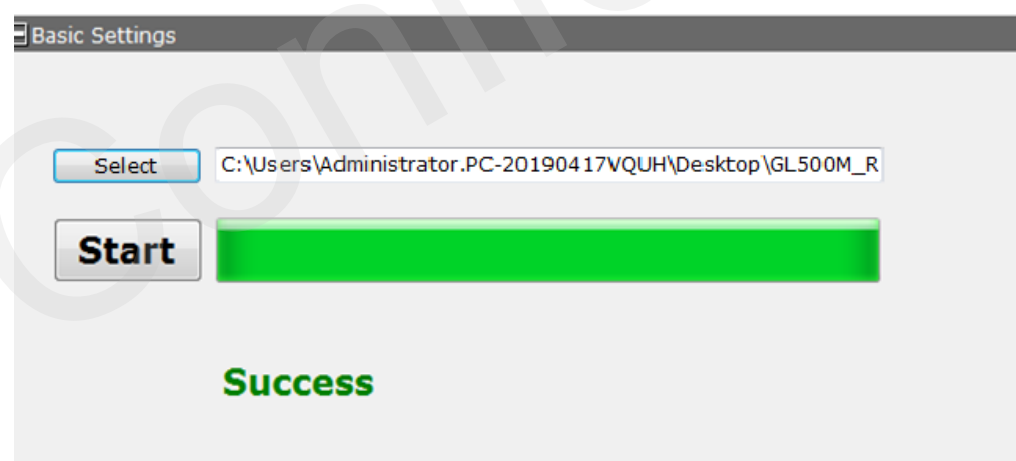 Basic Settings
Select C:\Users\Administrator.PC-20190417VQUH\Desktop\GL500M_R
Start
Success